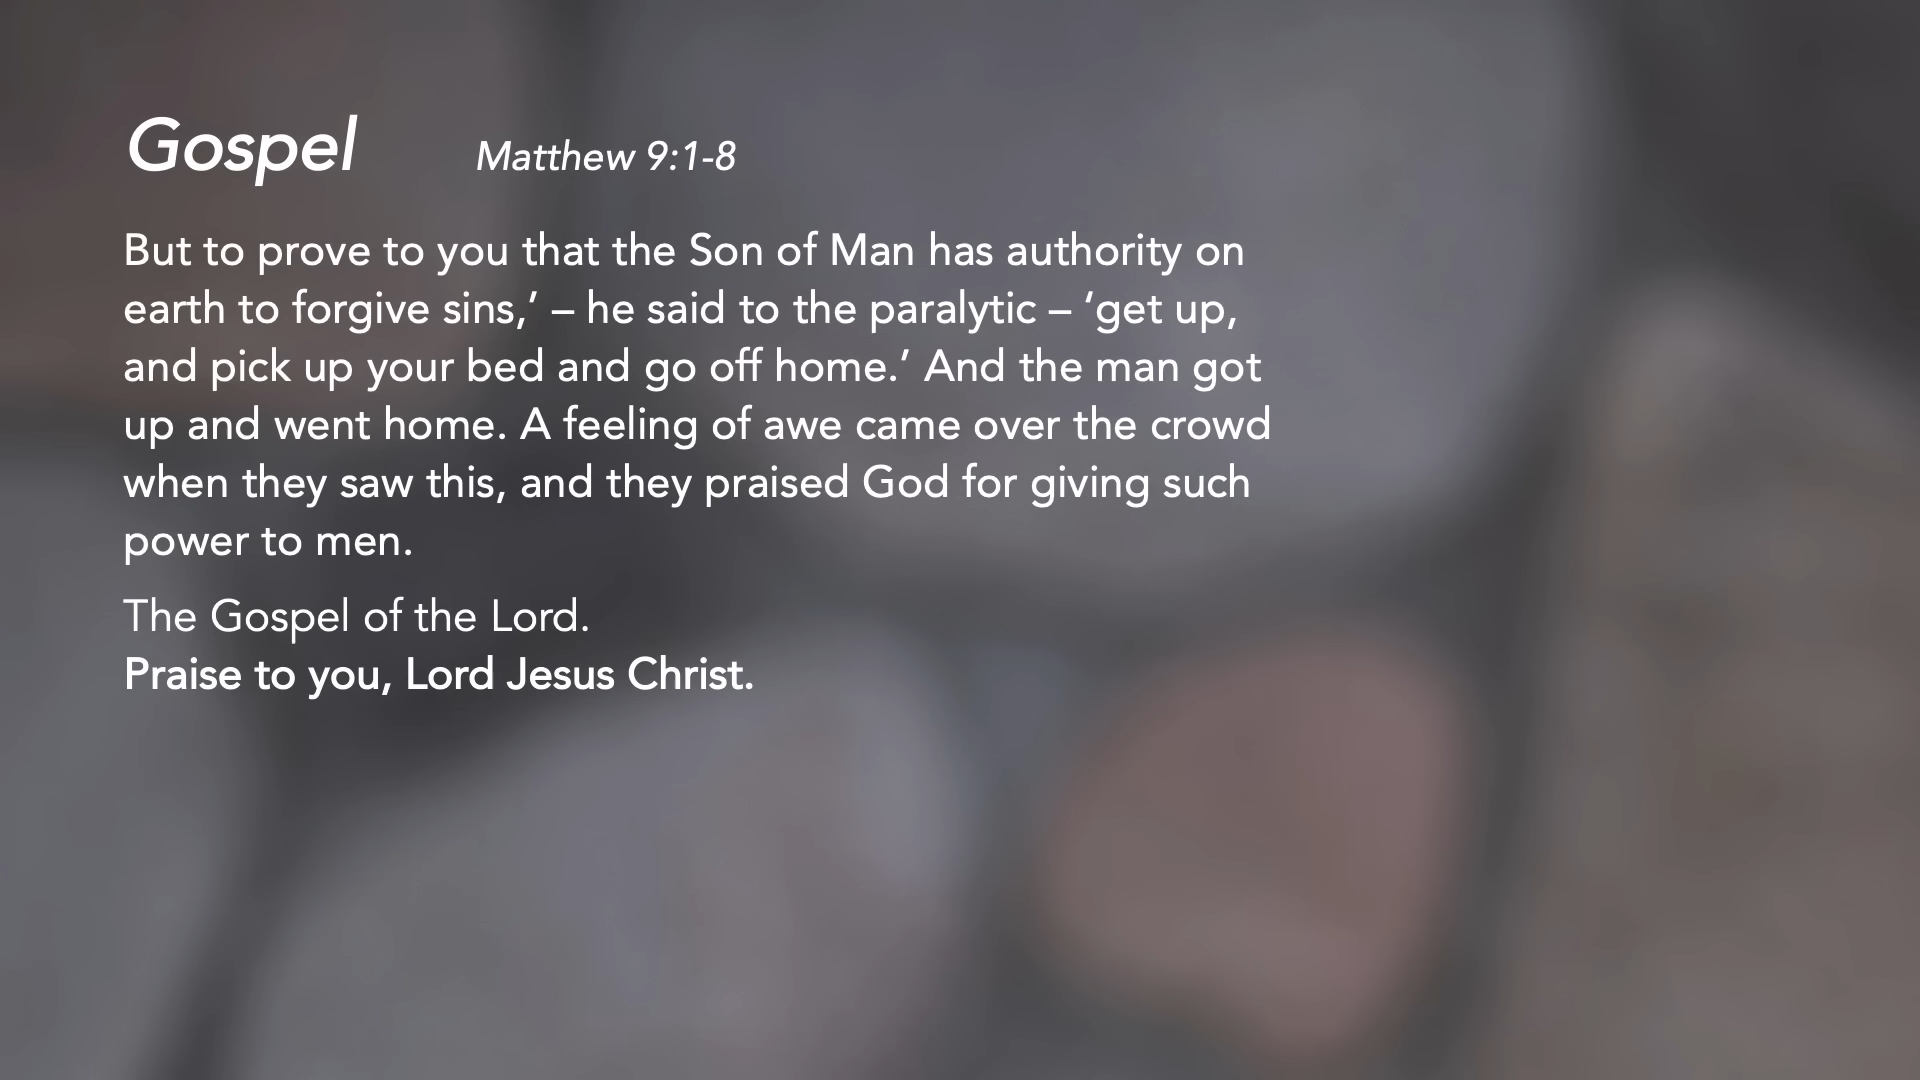 Gospel Matthew 9:1-8
But to prove to you that the Son of Man has authority on
earth to forgive sins,’ – he said to the paralytic – ‘get up,
and pick up your bed and go off home.’ And the man got
up and went home. A feeling of awe came over the crowd
when they saw this, and they praised God for giving such
power to men.
The Gospel of the Lord.
Praise to you, Lord Jesus Christ.